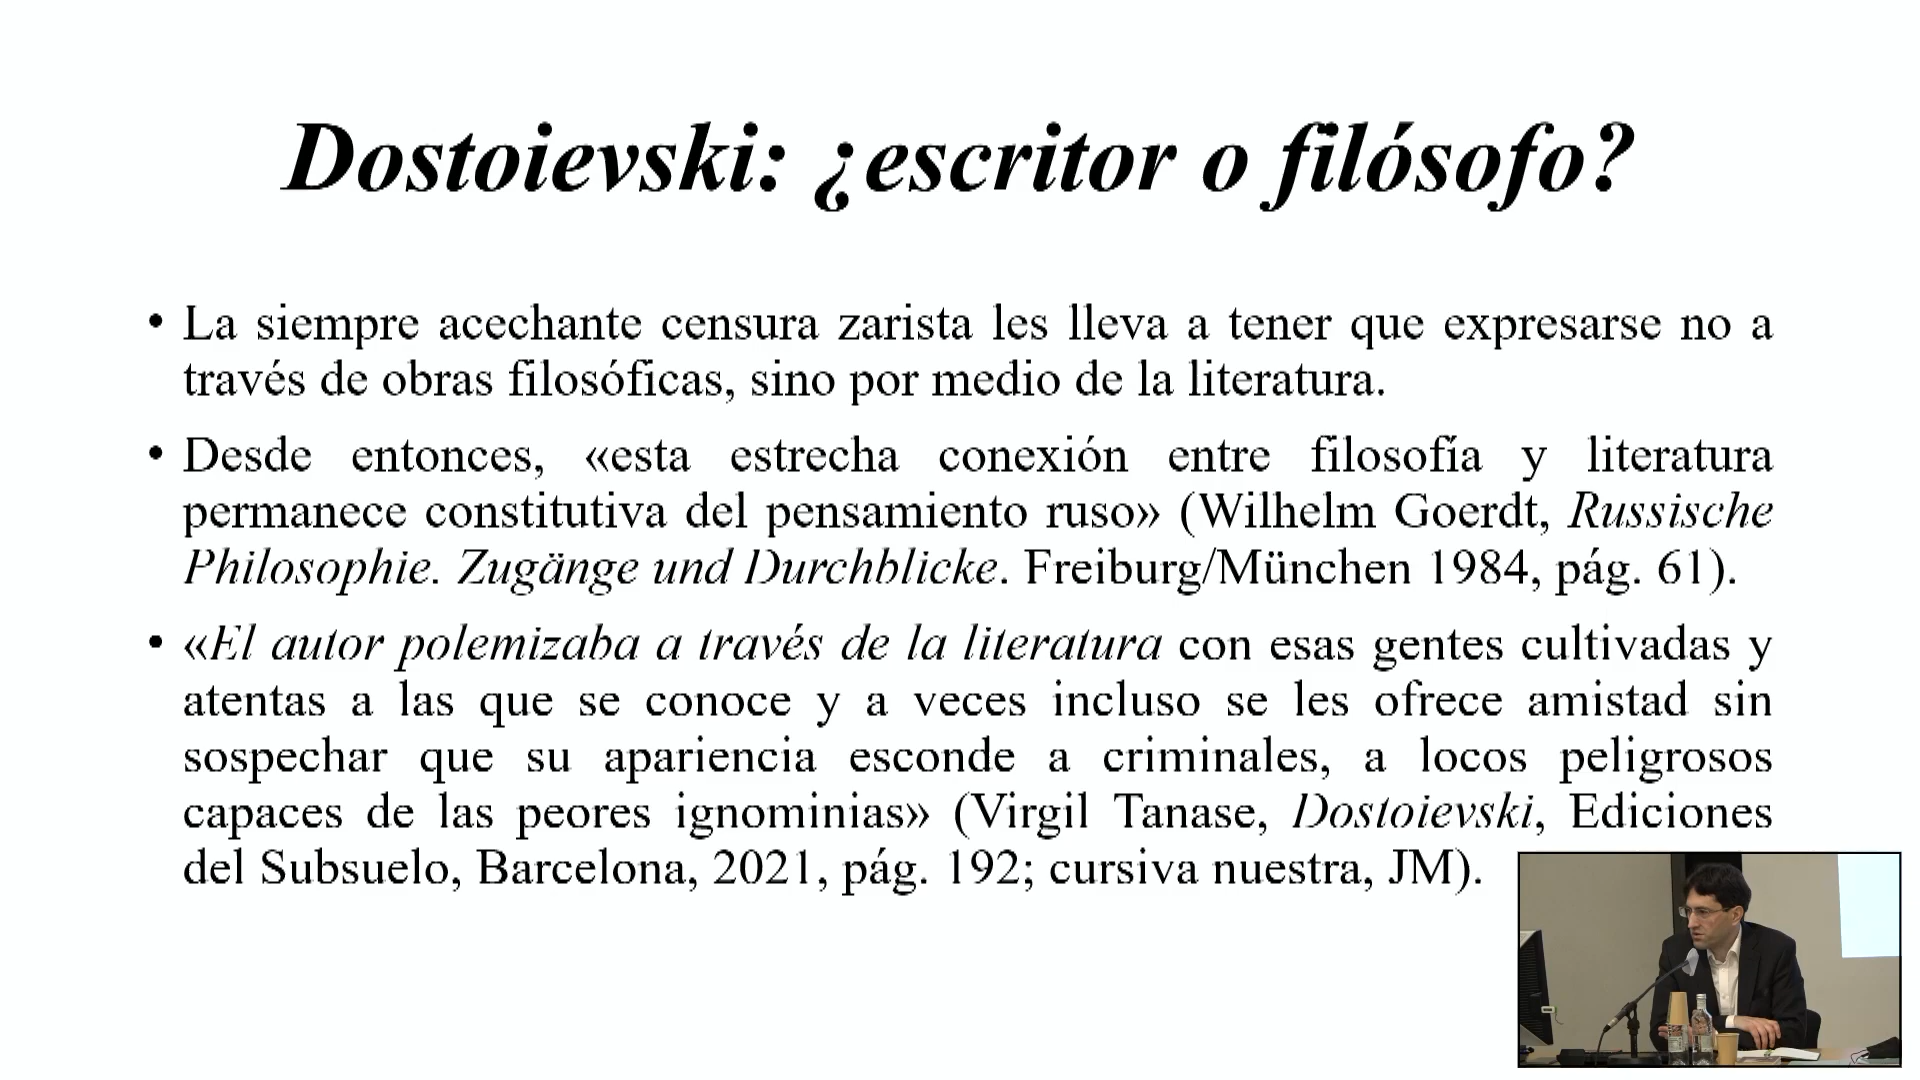 Dostoievski: ¿escritor o filósofo?
• La siempre acechante censura zarista les lleva a tener que expresarse no a
través de obras filosóficas, sino por medio de la literatura.
• Desde entonces, «esta estrecha conexión entre filosofía y literatura
permanece constitutiva del pensamiento ruso» (Wilhelm Goerdt, Russische
Philosophie. Zugänge und Durchblicke. Freiburg/München 1984, pág. 61).
• «El autor polemizaba a través de la literatura con esas gentes cultivadas y
atentas a las que se conoce y a veces incluso se les ofrece amistad sin
sospechar que su apariencia esconde a criminales, a locos peligrosos
capaces de las peores ignominias» (Virgil Tanase, Dostoievski, Ediciones
del Subsuelo, Barcelona, 2021, pág. 192; cursiva nuestra, JM).